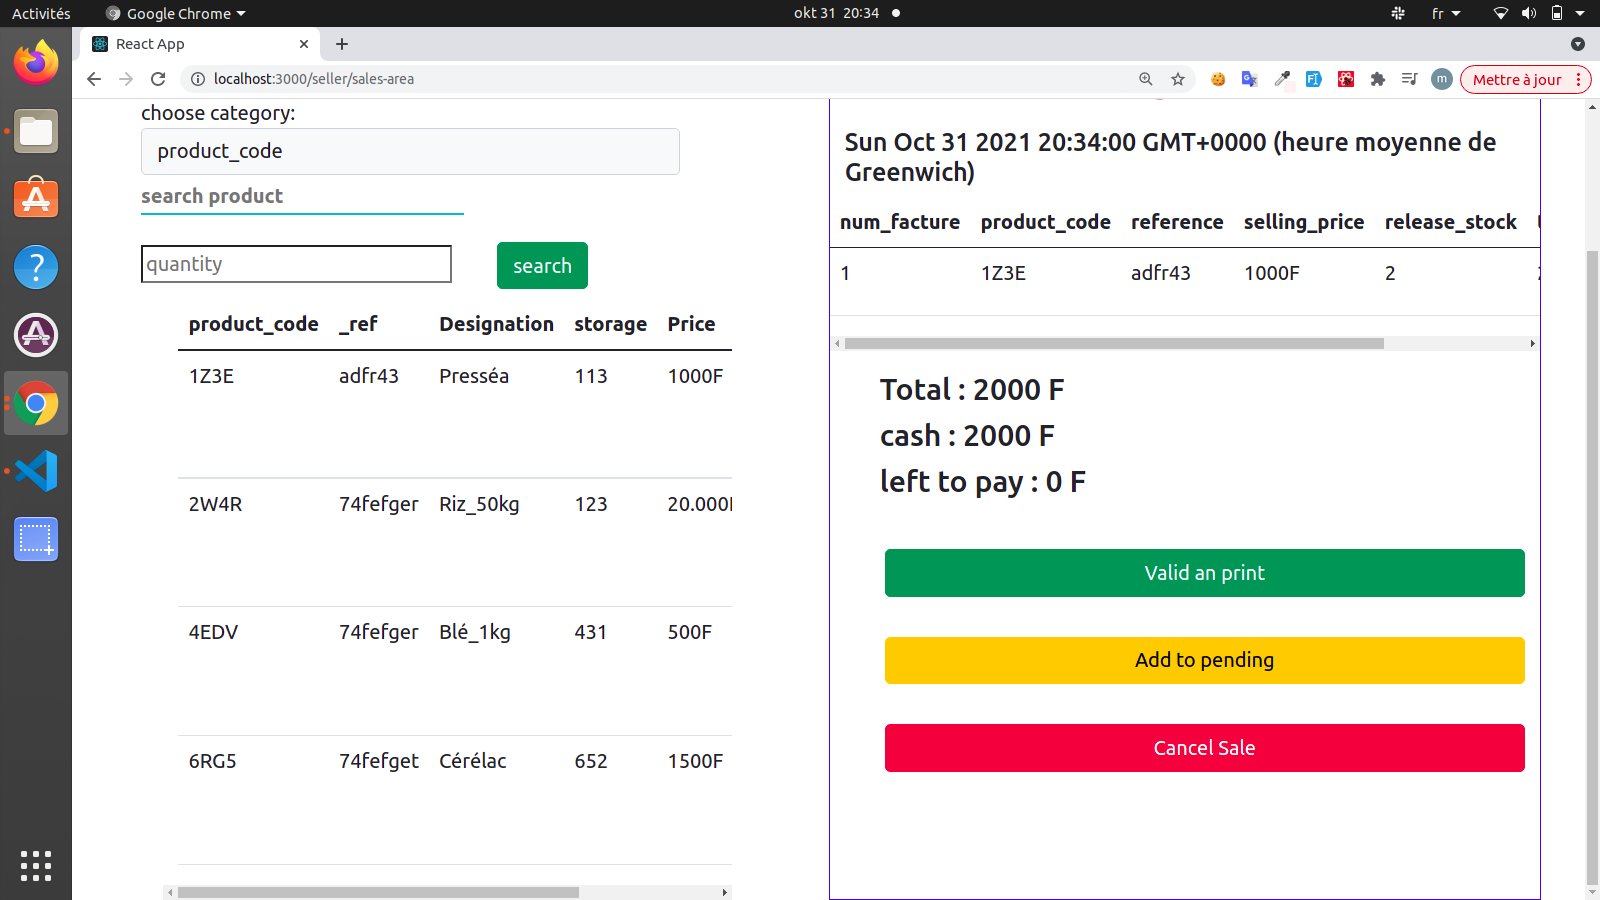 Activités
Google Chrome
okt 31 20:34
fr
React App
localhost:3000/seller/sales-area
m
Mettre à jour
choose category:
product_code
search product
quantity
search
product_code _ref Designation storage Price
1Z3E adfr43 Presséa 113 1000F
2W4R 74fefger Riz_50kg 123 20.000
4EDV 74fefger Blé_1kg 431 500F
6RG5 74fefget Cérélac 652 1500F
Sun Oct 31 2021 20:34:00 GMT+0000 (heure moyenne de
Greenwich)
num_facture product_code reference selling_price release_stock
1 1Z3E adfr43 1000F 2
Total : 2000 F
cash : 2000 F
left to pay : 0 F
Valid an print
Add to pending
Cancel Sale